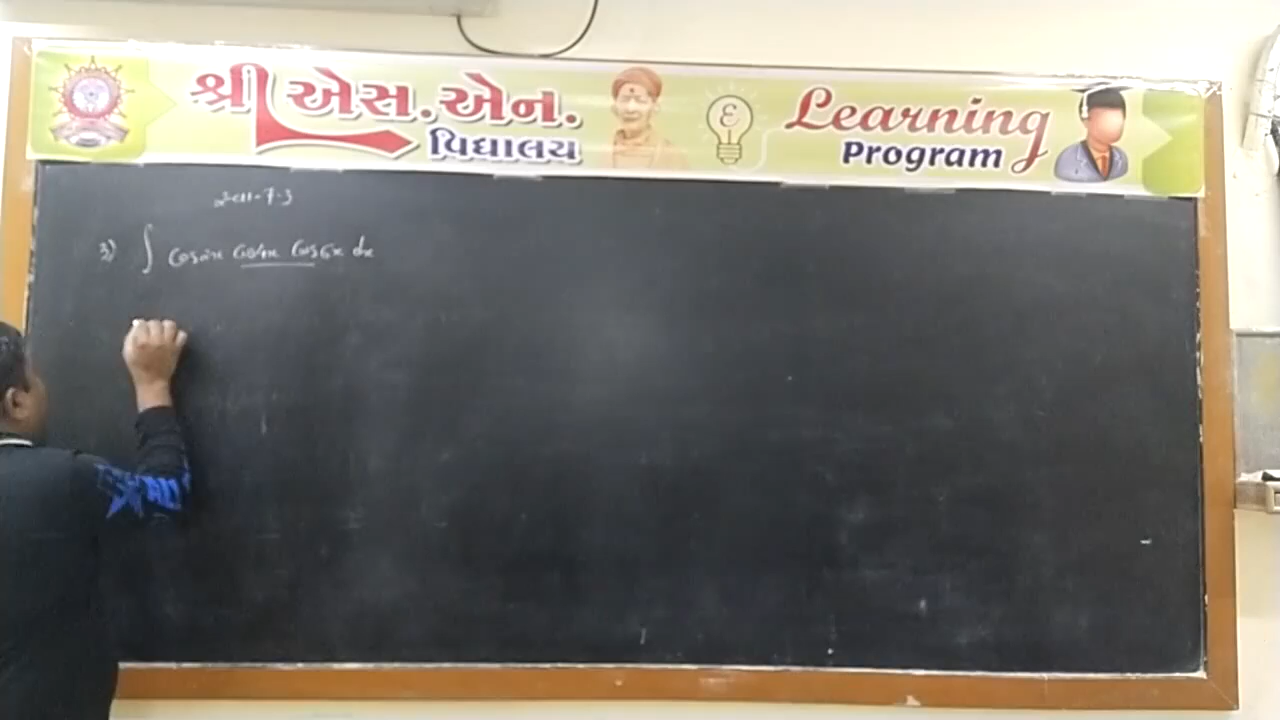 શ્રી એસ.એન.
વિદ્યાલય
Learning
Program
સ્વા-7.3
3) ∫ cos2x cos4x cos6x dx